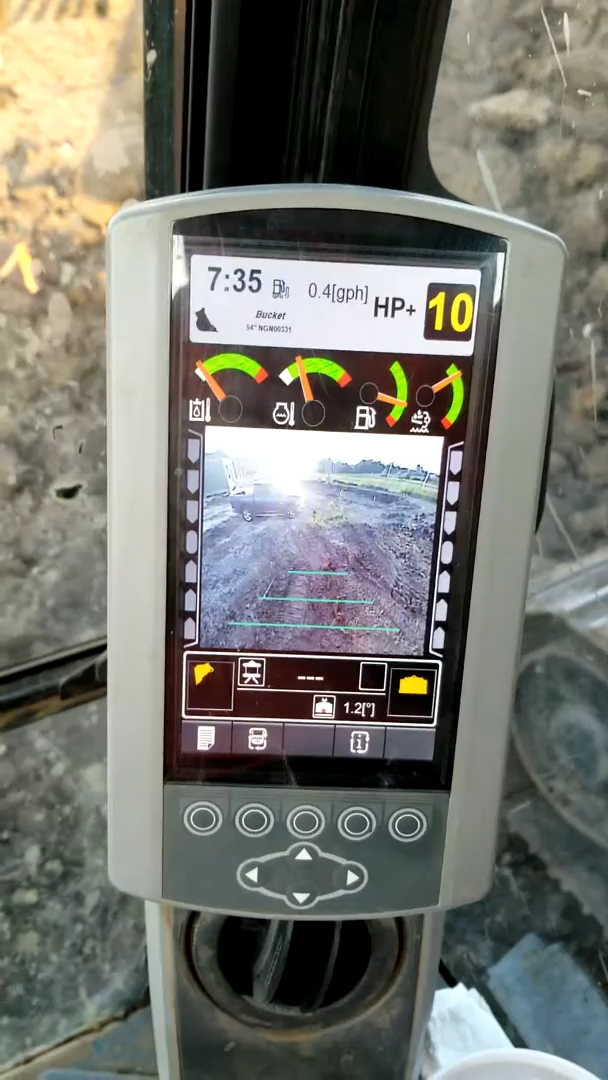 7:35
0.4[gph]
HP+
10
Bucket
54" NGN00331
---
1.2[°]